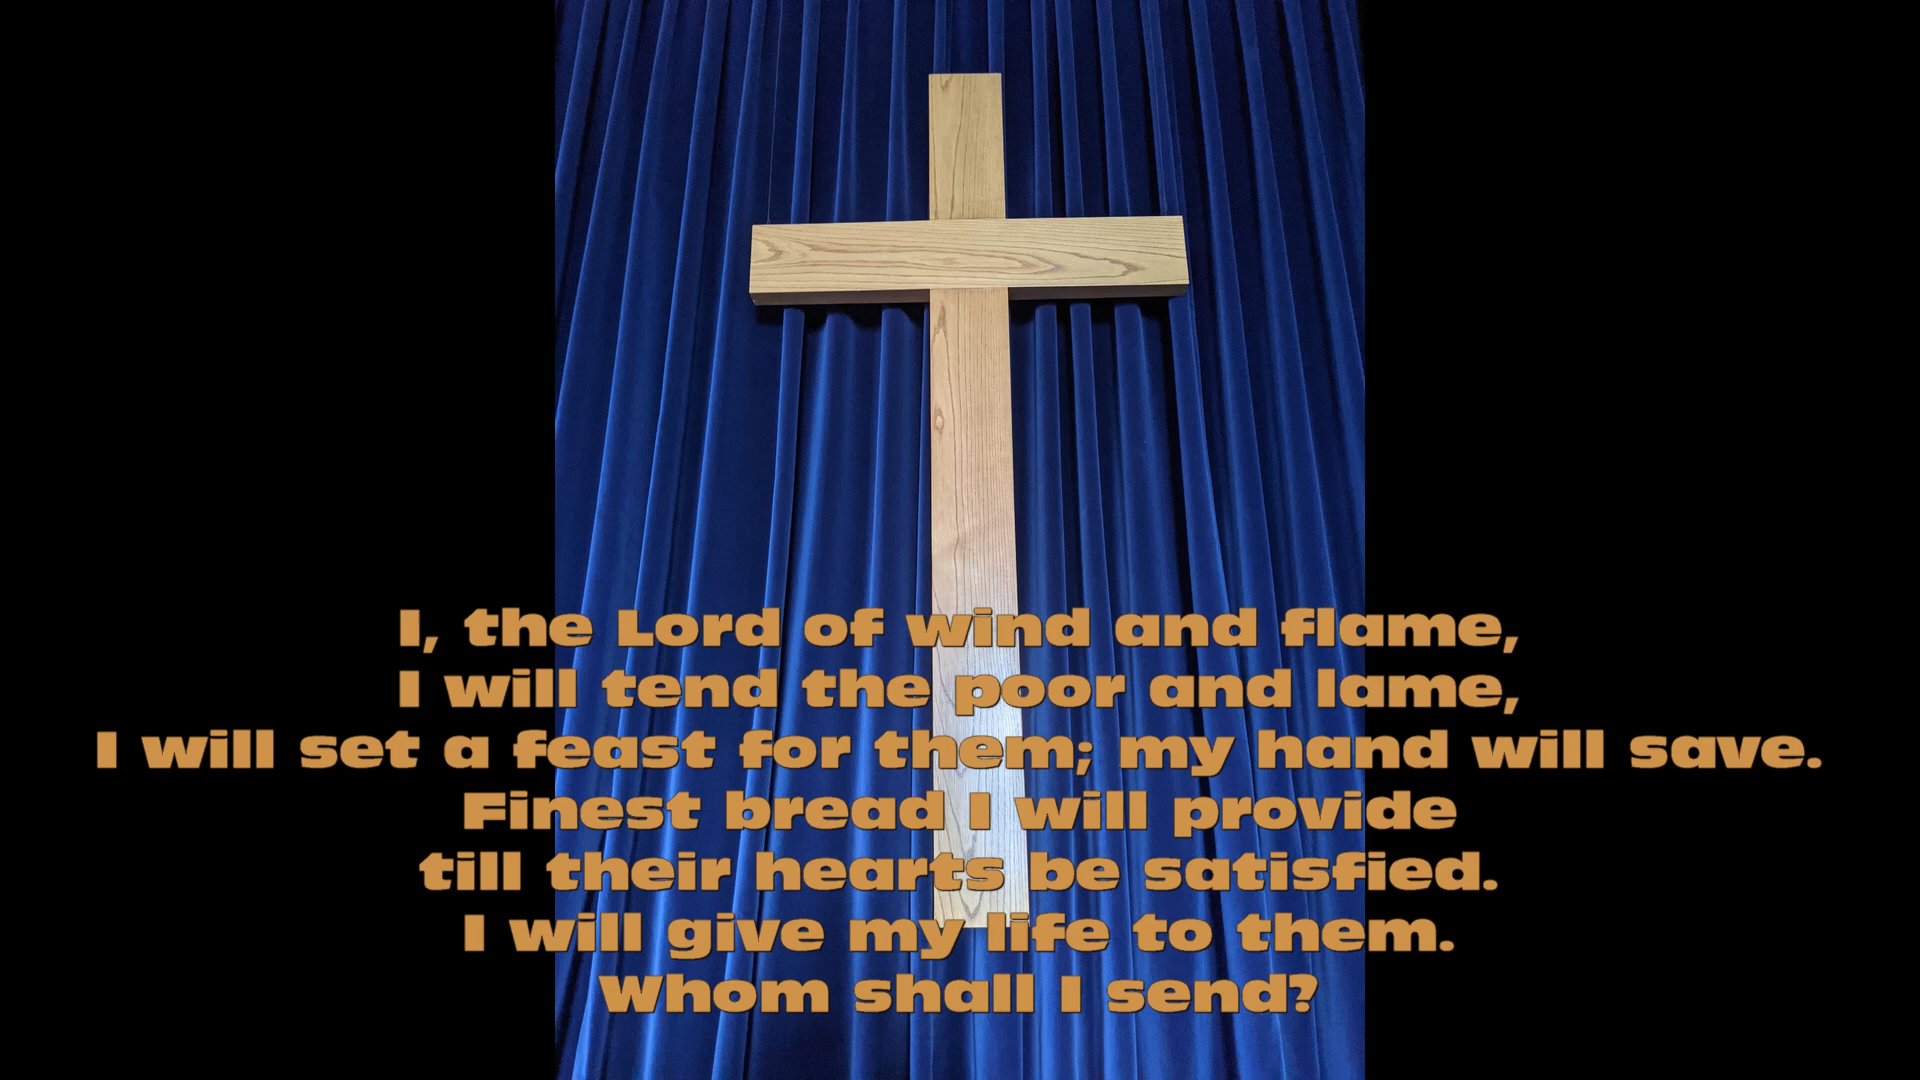 I, the Lord of wind and flame,
I will tend the poor and lame,
I will set a feast for them; my hand will save.
Finest bread I will provide
till their hearts be satisfied.
I will give my life to them.
Whom shall I send?